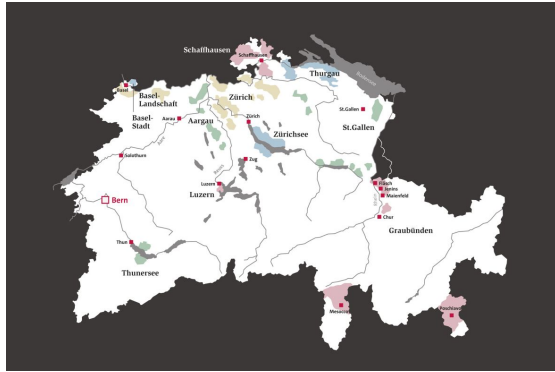 Schaffhausen
Schaffhausen
Thurgau
Bodensee
Basel
Basel-
Landschaft
Basel-
Stadt
Zürich
Aarau
Aargau
Zürich
Zürichsee
St.Gallen
St.Gallen
Solothurn
Zug
Luzern
Luzern
Bern
Fläsch
Jenins
Maienfeld
Chur
Graubünden
Thun
Thunersee
Mesocco
Poschiavo